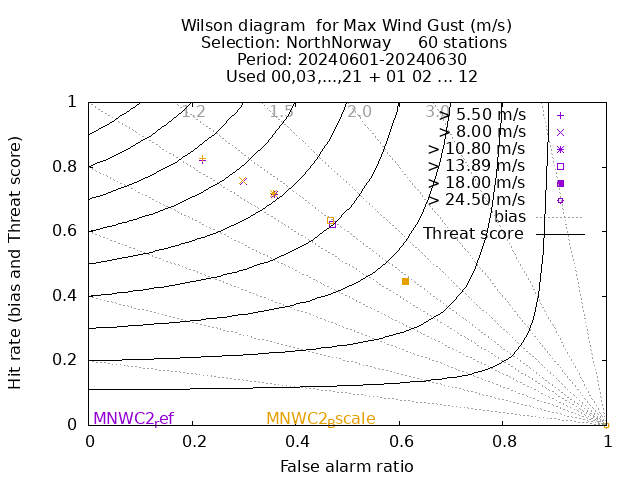 Wilson diagram  for Max Wind Gust (m/s)
Selection: NorthNorway     60 stations
Period: 20240601-20240630
Used 00,03,...,21 + 01 02 ... 12
Hit rate (bias and Threat score)
1
0.8
0.6
0.4
0.2
0
1.2
1.5
2.0
3.0
> 5.50 m/s
> 8.00 m/s
> 10.80 m/s
> 13.89 m/s
> 18.00 m/s
> 24.50 m/s
bias
Threat score
MNWC2ref
MNWC2Bscale
0
0.2
0.4
0.6
0.8
1
False alarm ratio